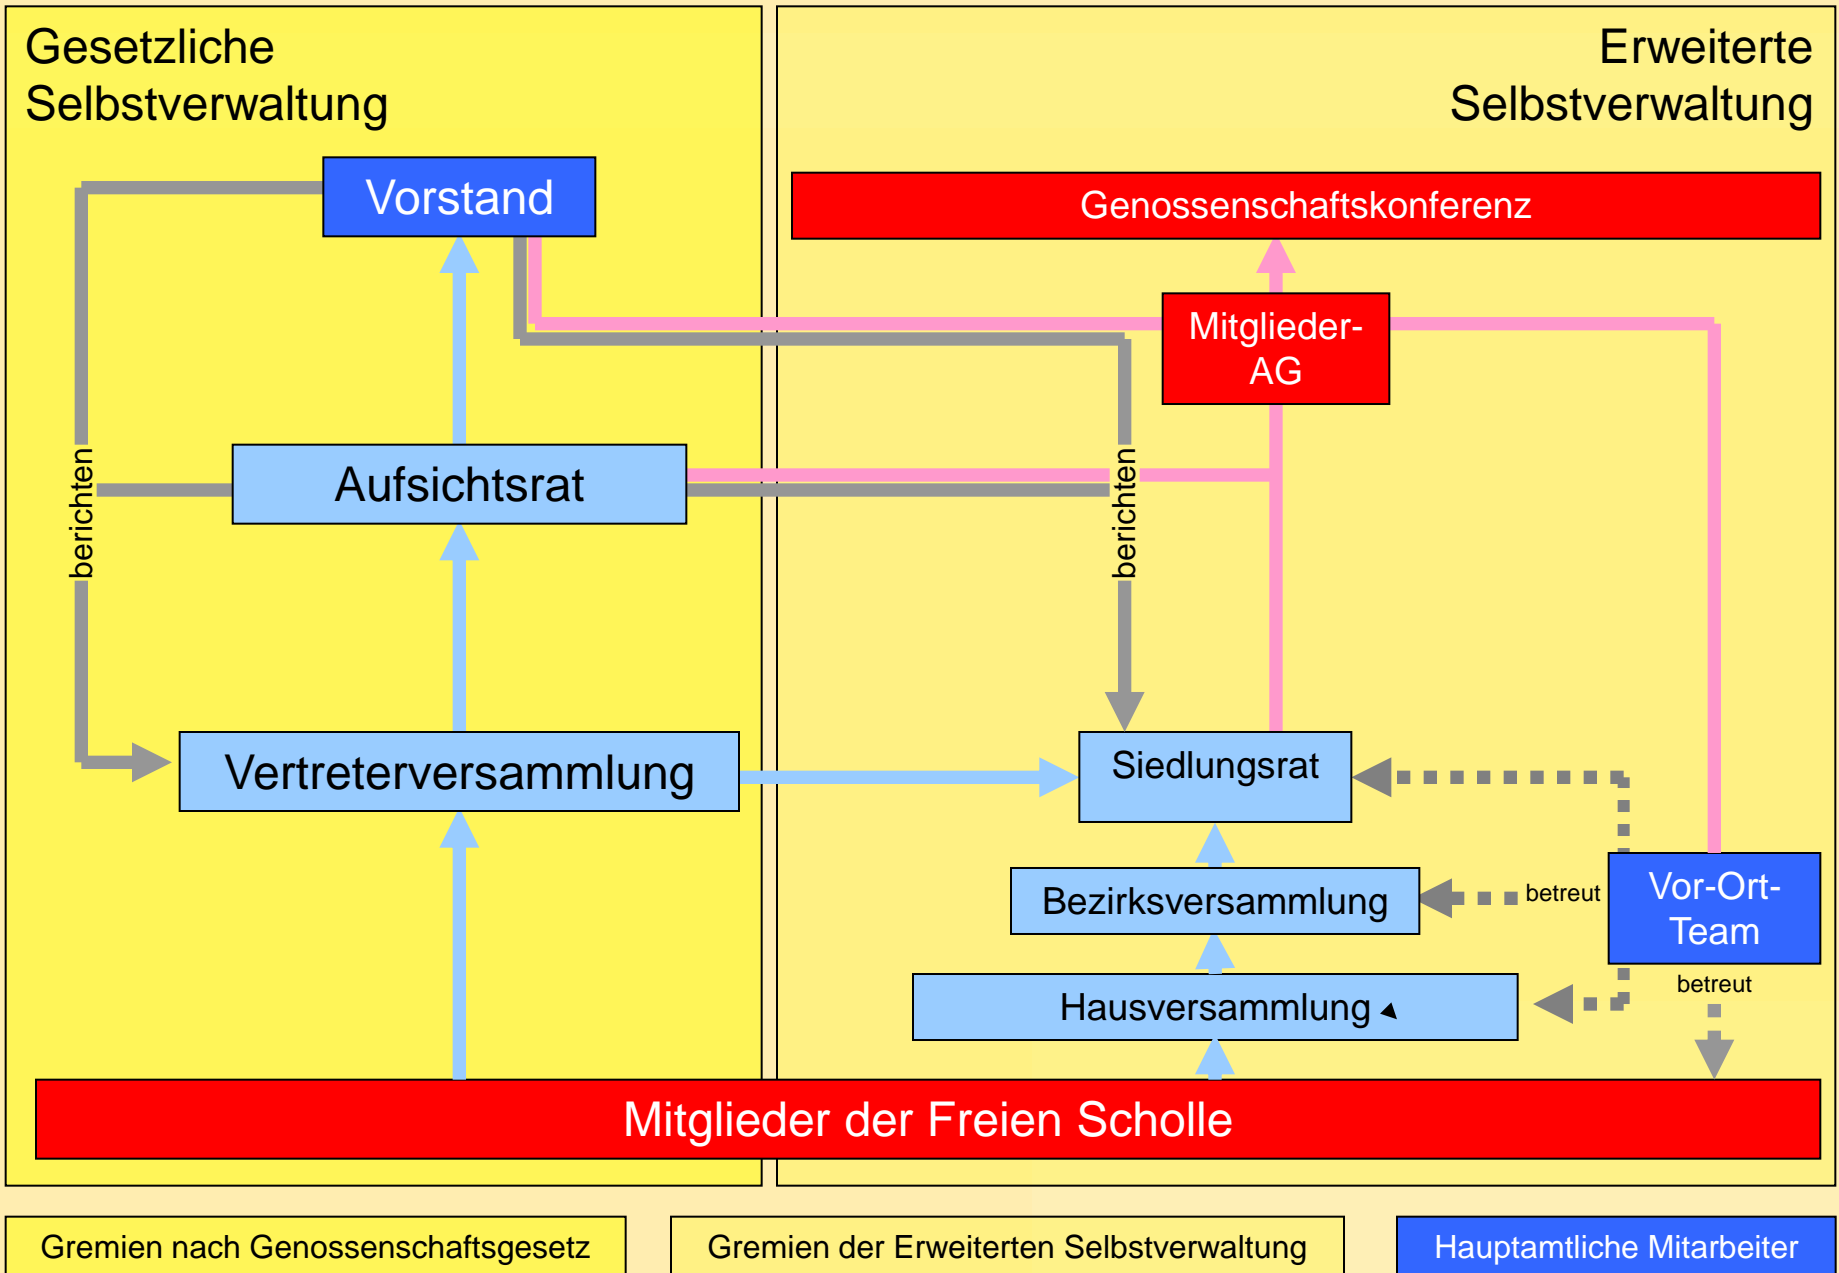 Gesetzliche
Selbstverwaltung
Erweiterte
Selbstverwaltung
Vorstand
Genossenschaftskonferenz
Mitglieder-
AG
berichten
Aufsichtsrat
berichten
Vertreterversammlung
Siedlungsrat
Bezirksversammlung
betreut
Vor-Ort-
Team
betreut
Hausversammlung
Mitglieder der Freien Scholle
Gremien nach Genossenschaftsgesetz
Gremien der Erweiterten Selbstverwaltung
Hauptamtliche Mitarbeiter